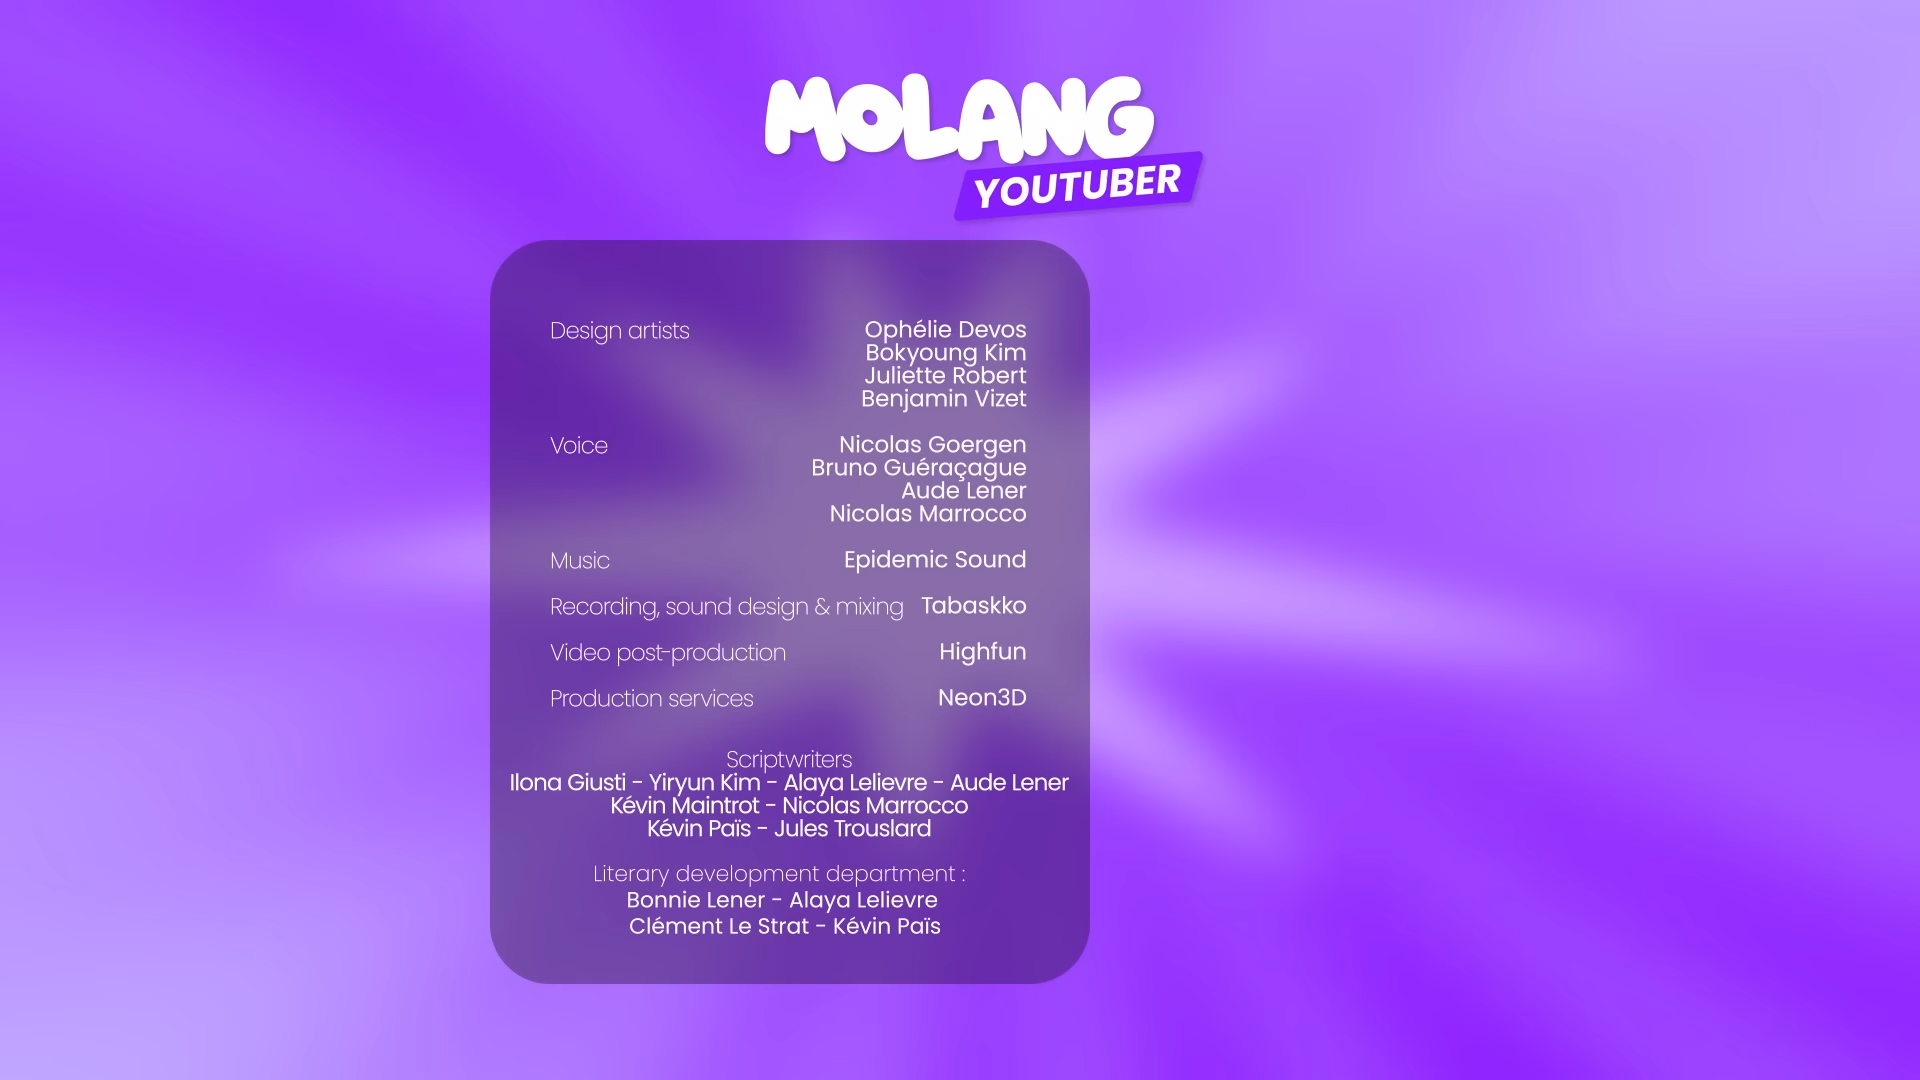 MOLANG
YOUTUBER
Design artists Ophélie Devos
Bokyoung Kim
Juliette Robert
Benjamin Vizet
Voice Nicolas Goergen
Bruno Guéraçague
Aude Lener
Nicolas Marrocco
Music Epidemic Sound
Recording, sound design & mixing Tabaskko
Video post-production Highfun
Production services Neon3D
Scriptwriters
Ilona Giusti - Yiryun Kim - Alaya Lelievre - Aude Lener
Kévin Maintrot - Nicolas Marrocco
Kévin Païs - Jules Trouslard
Literary development department :
Bonnie Lener - Alaya Lelievre
Clément Le Strat - Kévin Païs